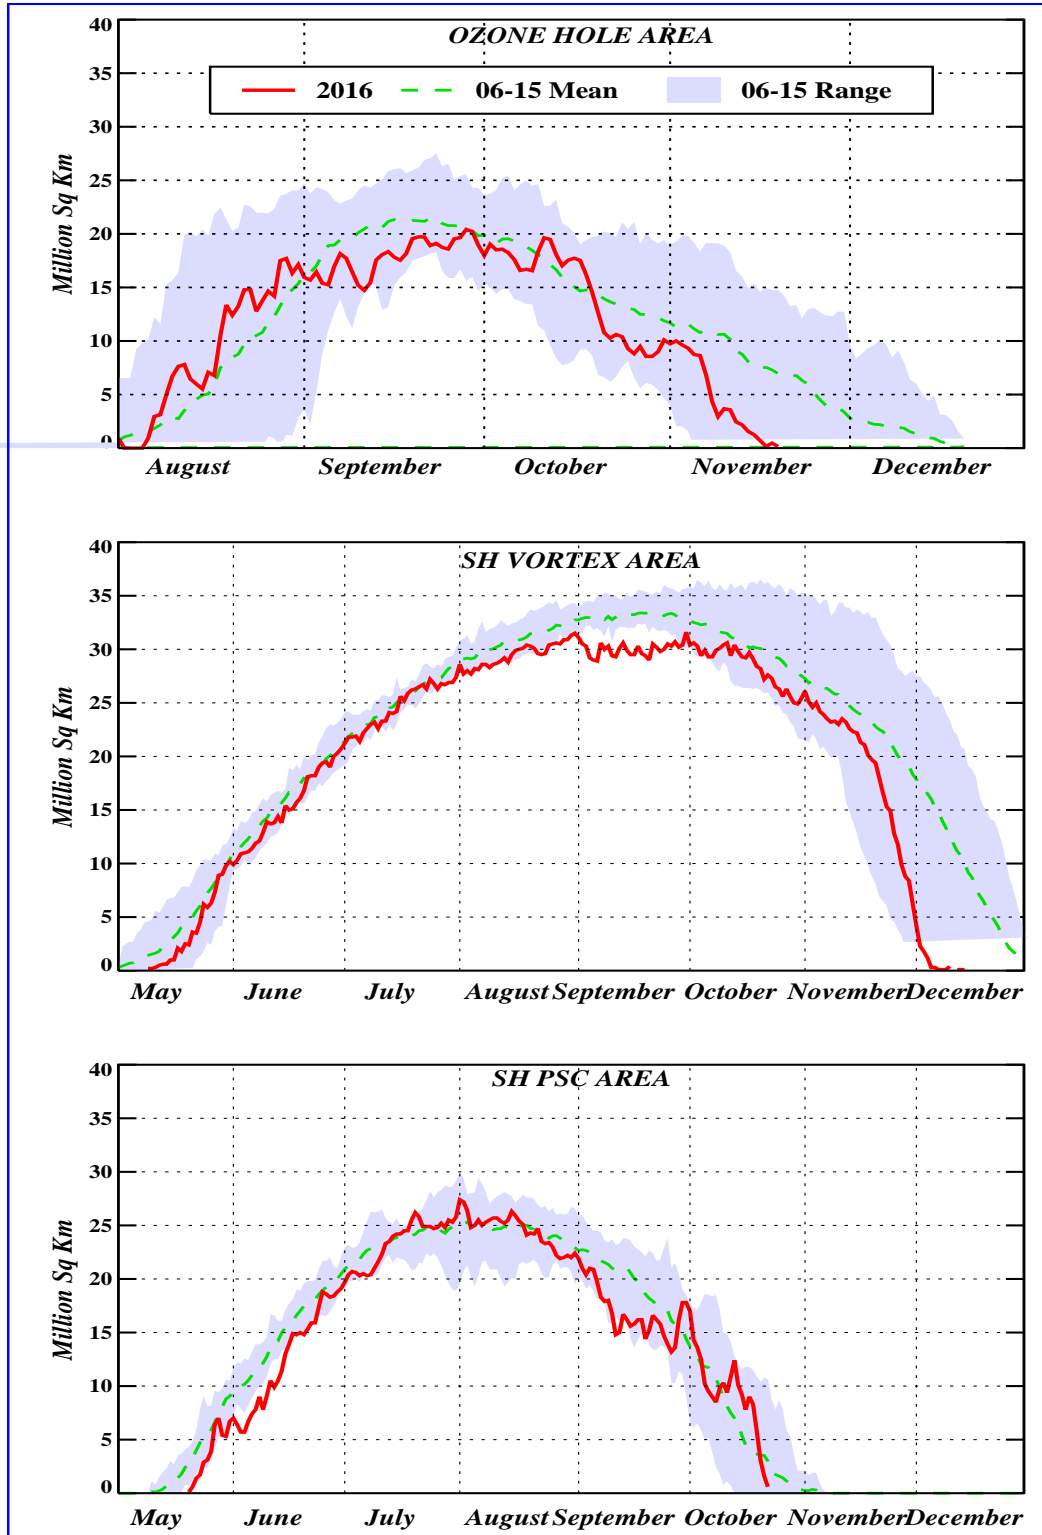 OZONE HOLE AREA
2016 06-15 Mean 06-15 Range
40
35
30
25
20
15
10
5
0
Million Sq Km
August September October November December
SH VORTEX AREA
40
35
30
25
20
15
10
5
0
Million Sq Km
May June July August September October November December
SH PSC AREA
40
35
30
25
20
15
10
5
0
Million Sq Km
May June July August September October November December